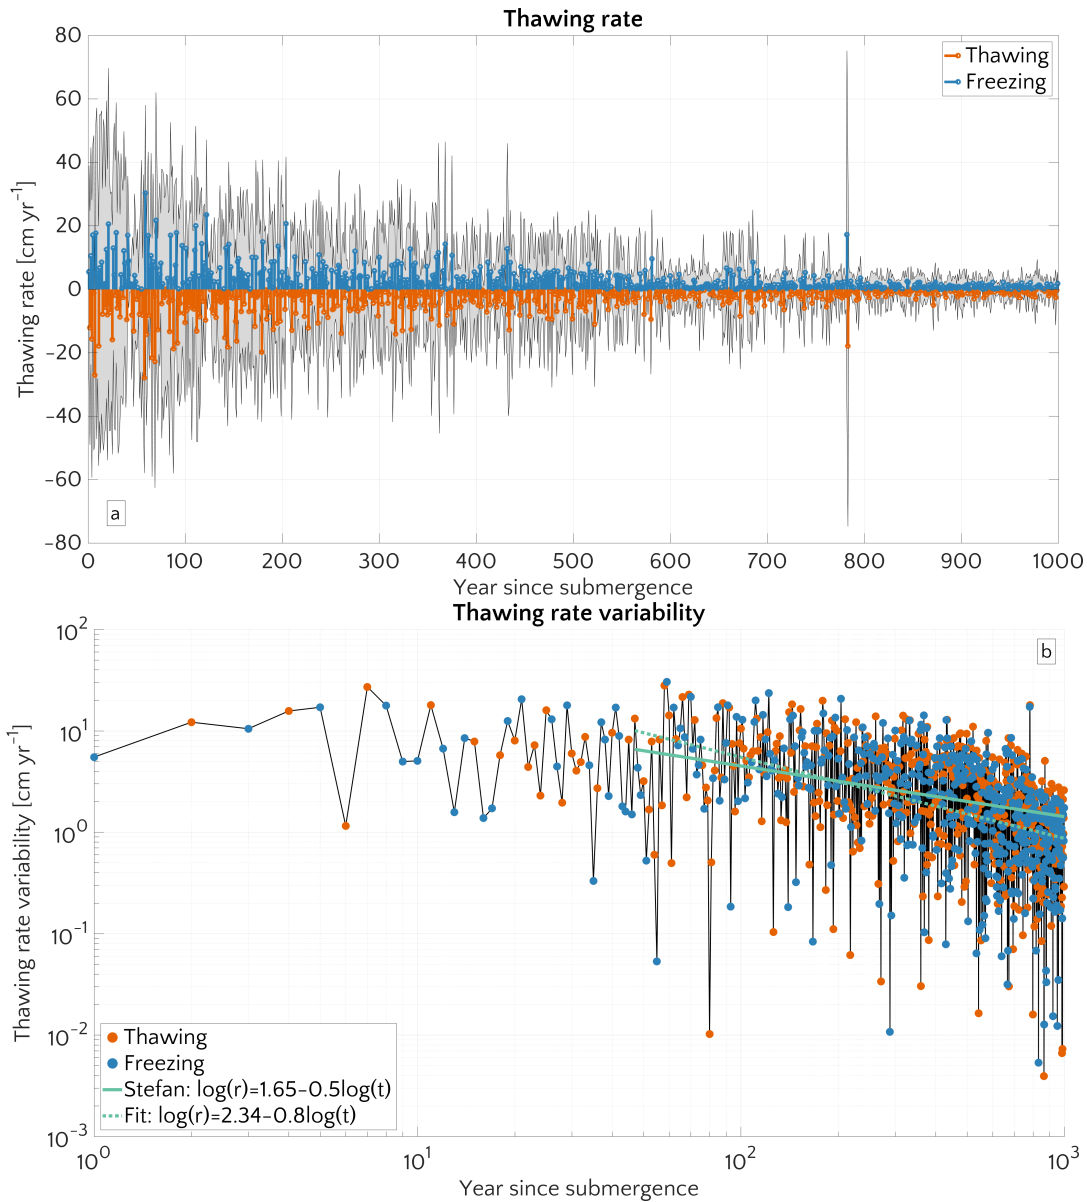 Thawing rate
80
60
40
20
0
-20
-40
-60
-80
Thawing rate [cm yr⁻¹]
Thawing
Freezing
a
0 100 200 300 400 500 600 700 800 900 1000
Year since submergence
Thawing rate variability
b
10²
10¹
10⁰
10⁻¹
10⁻²
10⁻³
Thawing rate variability [cm yr⁻¹]
Thawing
Freezing
Stefan: log(r)=1.65-0.5log(t)
Fit: log(r)=2.34-0.8log(t)
10⁰ 10¹ 10² 10³
Year since submergence